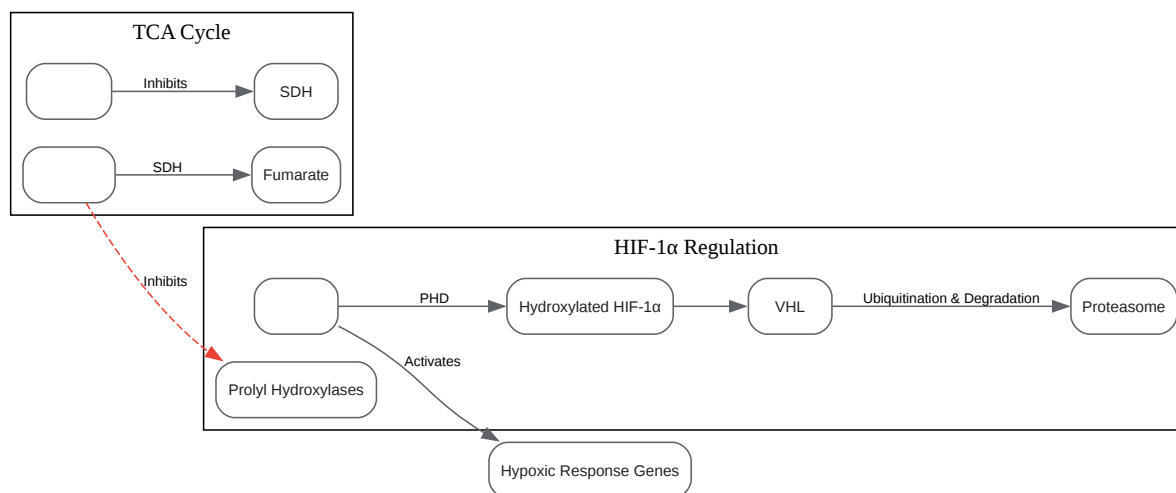 TCA Cycle
Inhibits
SDH
SDH
Fumarate
Inhibits
HIF-1α Regulation
PHD
Hydroxylated HIF-1α
VHL
Ubiquitination & Degradation
Proteasome
Activates
Prolyl Hydroxylases
Hypoxic Response Genes